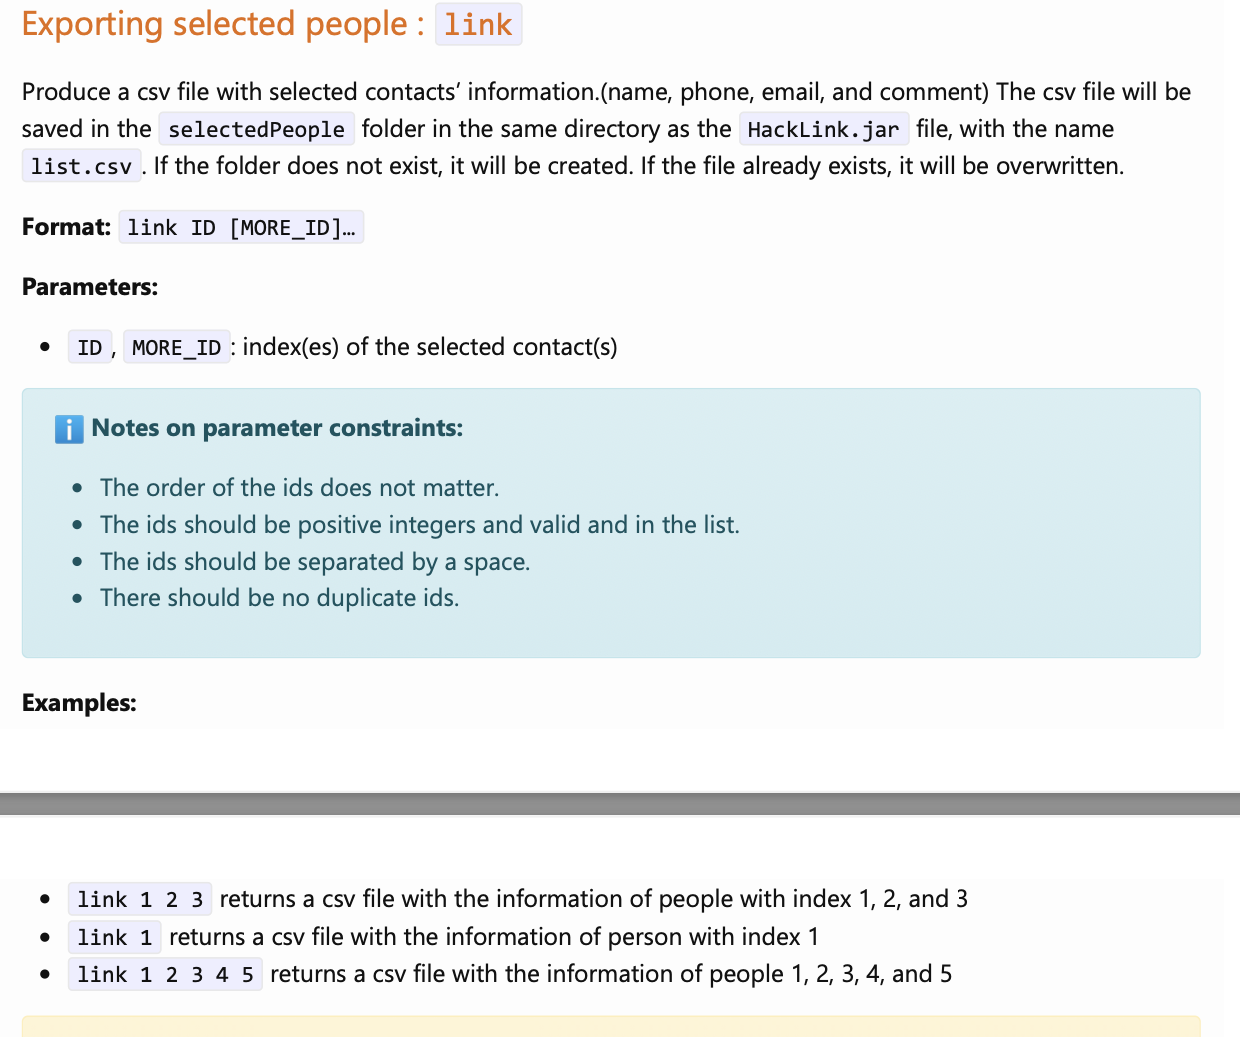 Exporting selected people : link
Produce a csv file with selected contacts’ information.(name, phone, email, and comment) The csv file will be
saved in the selectedPeople folder in the same directory as the HackLink.jar file, with the name
list.csv. If the folder does not exist, it will be created. If the file already exists, it will be overwritten.
Format: link ID [MORE_ID]…
Parameters:
• ID, MORE_ID: index(es) of the selected contact(s)
ℹ️ Notes on parameter constraints:
• The order of the ids does not matter.
• The ids should be positive integers and valid and in the list.
• The ids should be separated by a space.
• There should be no duplicate ids.
Examples:
• link 1 2 3 returns a csv file with the information of people with index 1, 2, and 3
• link 1 returns a csv file with the information of person with index 1
• link 1 2 3 4 5 returns a csv file with the information of people 1, 2, 3, 4, and 5